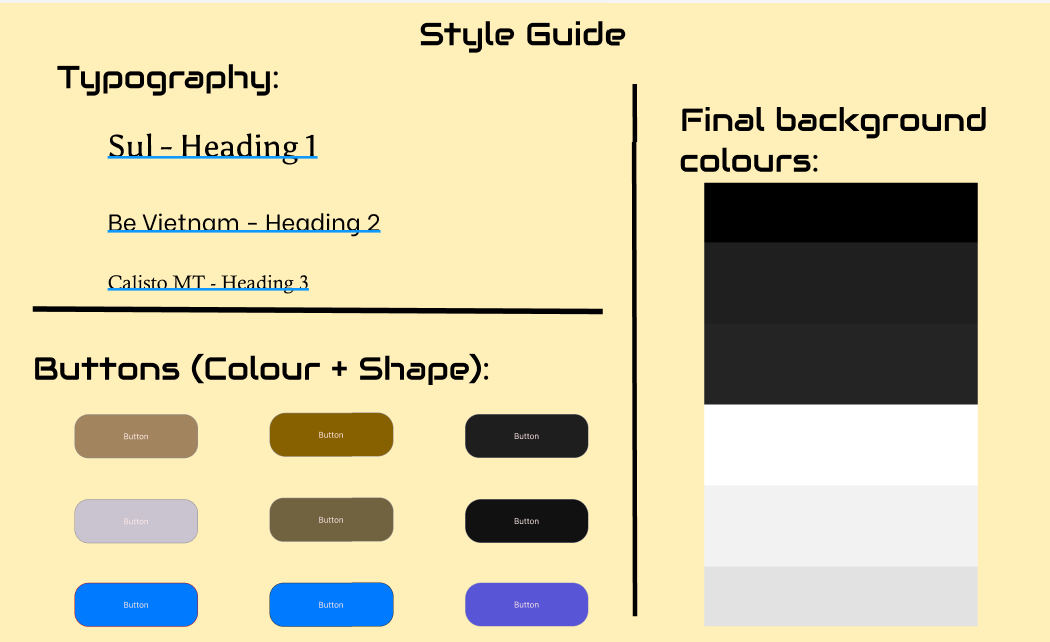 Style Guide
Typography:
Sul - Heading 1
Be Vietnam - Heading 2
Calisto MT - Heading 3
Final background
colours:
Buttons (Colour + Shape):
Button
Button
Button
Button
Button
Button
Button
Button
Button